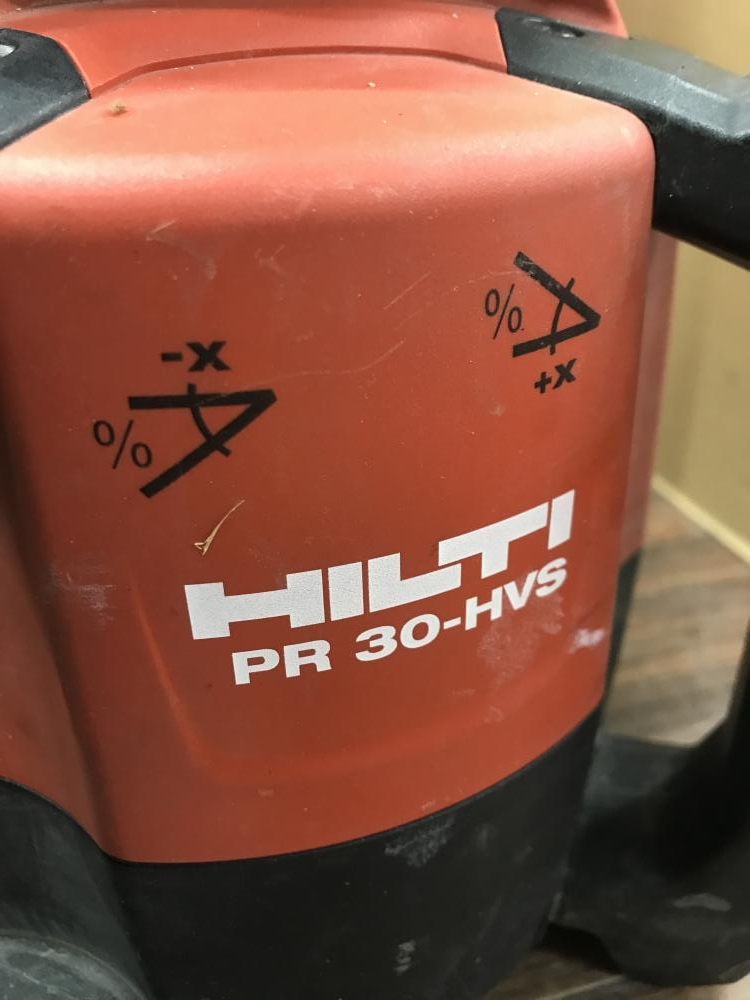 %
+x
-x
%
HILTI
PR 30-HVS